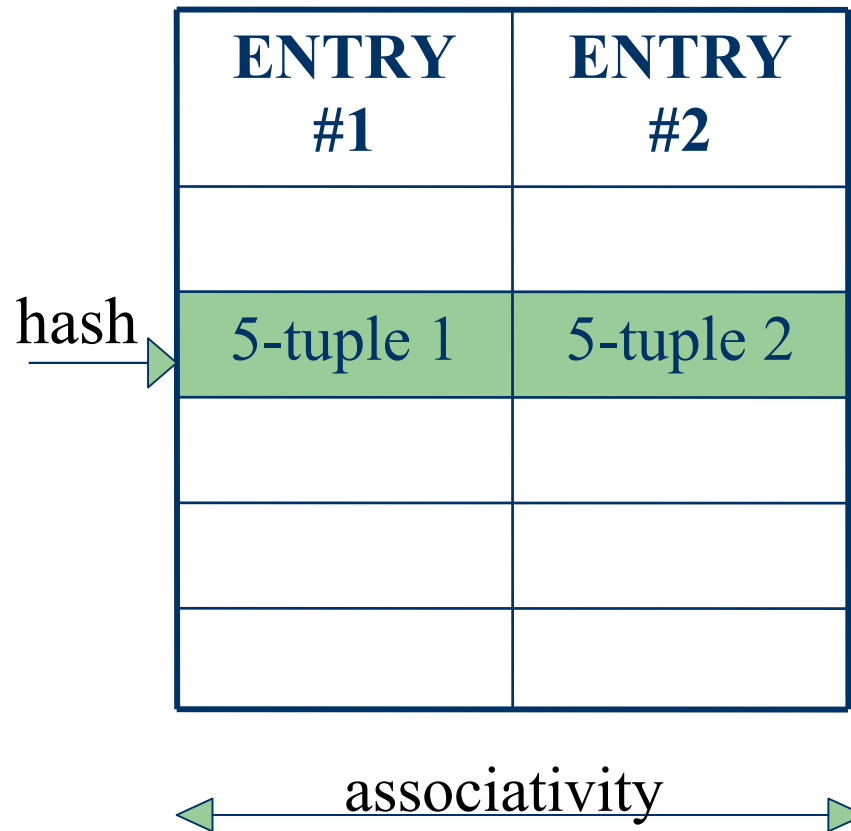 ENTRY #1
ENTRY #2
hash
5-tuple 1
5-tuple 2
associativity